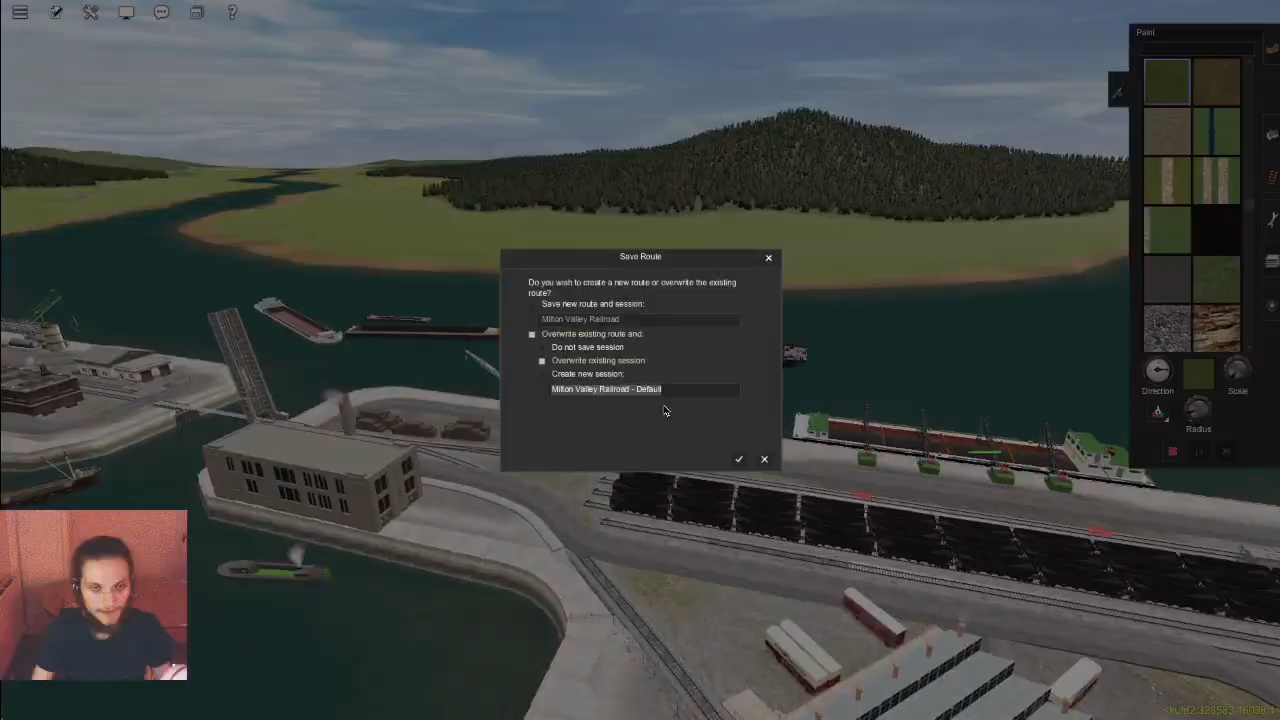 Paint
Save Route
Do you wish to create a new route or overwrite the existing
route?
Save new route and session:
Milton Valley Railroad
Overwrite existing route and:
Do not save session
Overwrite existing session
Create new session:
Milton Valley Railroad - Default
Direction
Scale
Radius